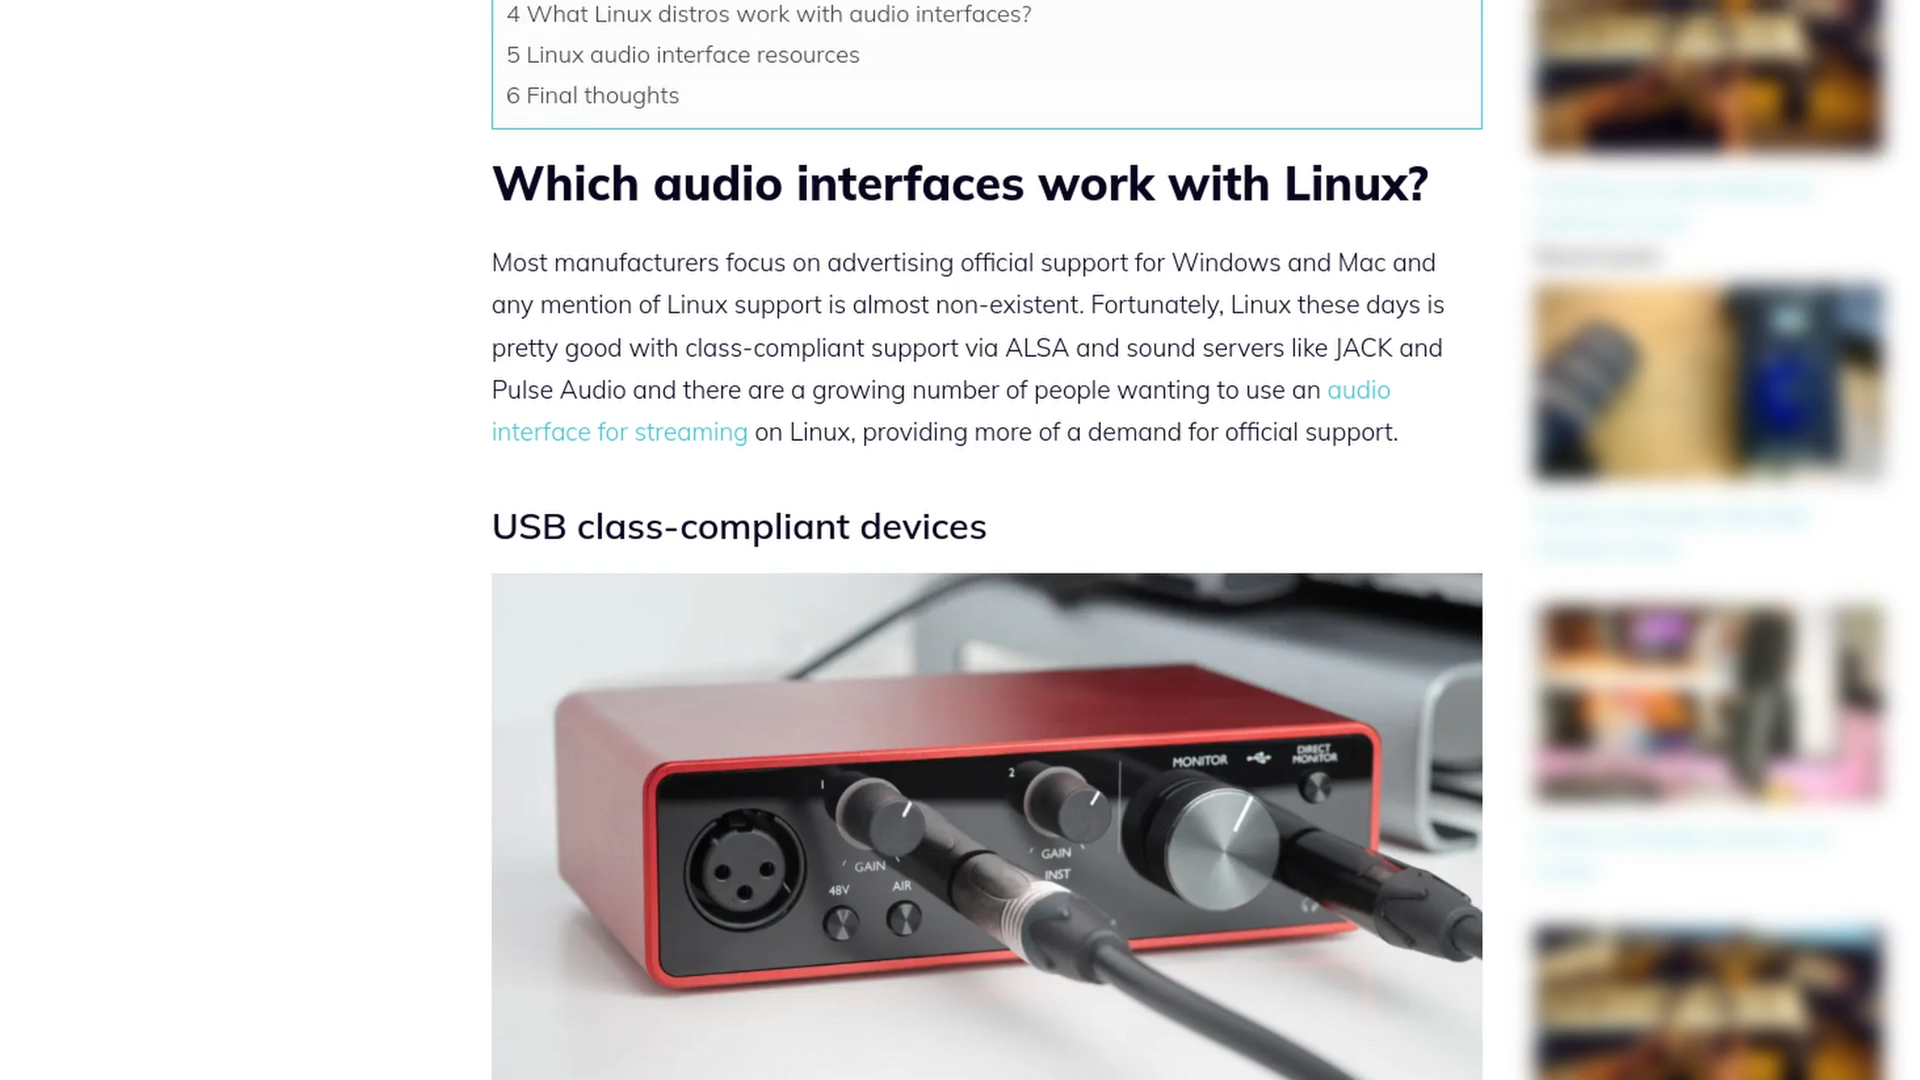 4 What Linux distros work with audio interfaces?
5 Linux audio interface resources
6 Final thoughts
Which audio interfaces work with Linux?
Most manufacturers focus on advertising official support for Windows and Mac and
any mention of Linux support is almost non-existent. Fortunately, Linux these days is
pretty good with class-compliant support via ALSA and sound servers like JACK and
Pulse Audio and there are a growing number of people wanting to use an audio
interface for streaming on Linux, providing more of a demand for official support.
USB class-compliant devices
MONITOR
DIRECT
MONITOR
1
2
GAIN
GAIN
INST
48V
AIR